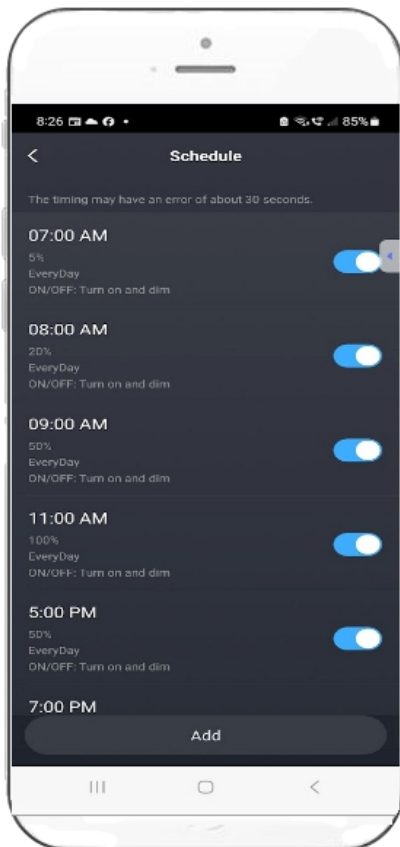 8:26 85%
Schedule
The timing may have an error of about 30 seconds.
07:00 AM
5%
EveryDay
ON/OFF: Turn on and dim
08:00 AM
20%
EveryDay
ON/OFF: Turn on and dim
09:00 AM
50%
EveryDay
ON/OFF: Turn on and dim
11:00 AM
100%
EveryDay
ON/OFF: Turn on and dim
5:00 PM
50%
EveryDay
ON/OFF: Turn on and dim
7:00 PM
Add